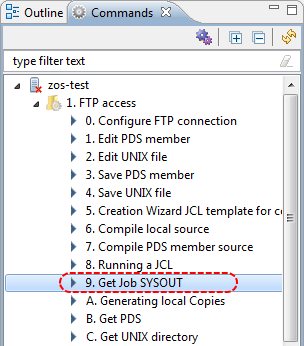 Outline Commands
type filter text
zos-test
1. FTP access
0. Configure FTP connection
1. Edit PDS member
2. Edit UNIX file
3. Save PDS member
4. Save UNIX file
5. Creation Wizard JCL template for
6. Compile local source
7. Compile PDS member source
8. Running a JCL
9. Get Job SYSOUT
A. Generating local Copies
B. Get PDS
C. Get UNIX directory